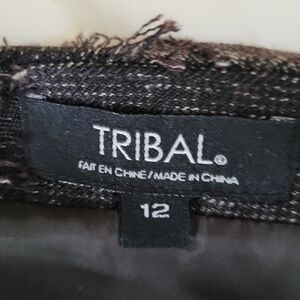 TRIBAL®
FAIT EN CHINE / MADE IN CHINA
12